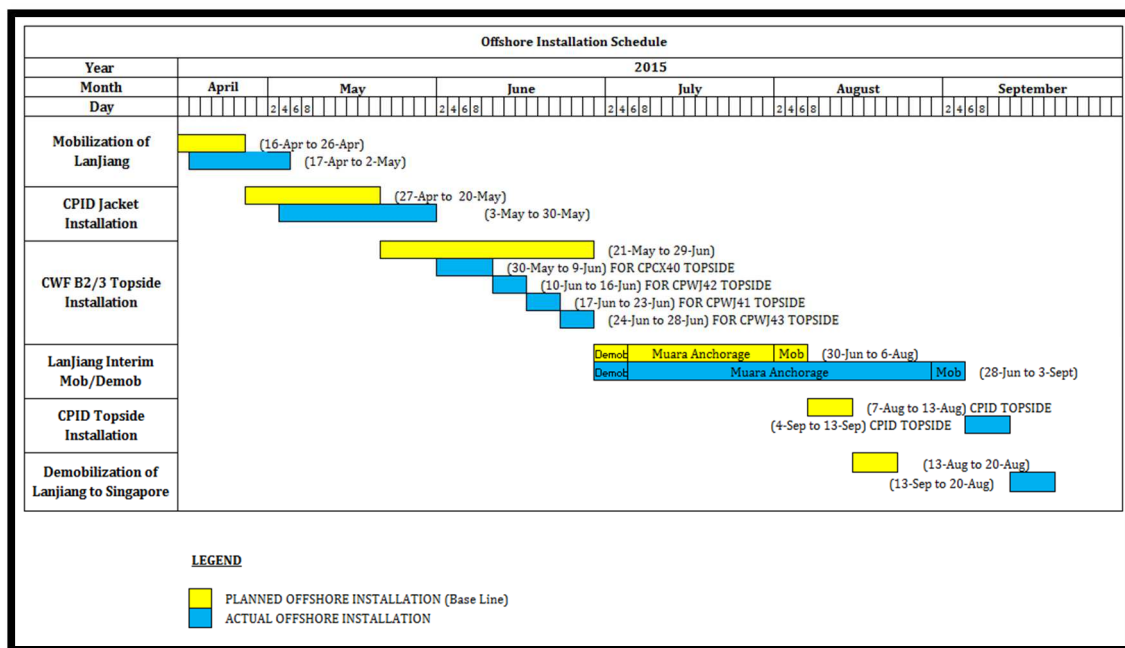 Offshore Installation Schedule
Year 2015
Month April May June July August September
Day 2 4 6 8 2 4 6 8 2 4 6 8 2 4 6 8 2 4 6 8
Mobilization of
LanJiang
(16-Apr to 26-Apr)
(17-Apr to 2-May)
CPID Jacket
Installation
(27-Apr to 20-May)
(3-May to 30-May)
CWF B2/3 Topside
Installation
(21-May to 29-Jun)
(30-May to 9-Jun) FOR CPCX40 TOPSIDE
(10-Jun to 16-Jun) FOR CPWJ42 TOPSIDE
(17-Jun to 23-Jun) FOR CPWJ41 TOPSIDE
(24-Jun to 28-Jun) FOR CPWJ43 TOPSIDE
LanJiang Interim
Mob/Demob
Demob Muara Anchorage Mob (30-Jun to 6-Aug)
Demob Muara Anchorage Mob (28-Jun to 3-Sept)
CPID Topside
Installation
(7-Aug to 13-Aug) CPID TOPSIDE
(4-Sep to 13-Sep) CPID TOPSIDE
Demobilization of
Lanjiang to Singapore
(13-Aug to 20-Aug)
(13-Sep to 20-Aug)
LEGEND
PLANNED OFFSHORE INSTALLATION (Base Line)
ACTUAL OFFSHORE INSTALLATION